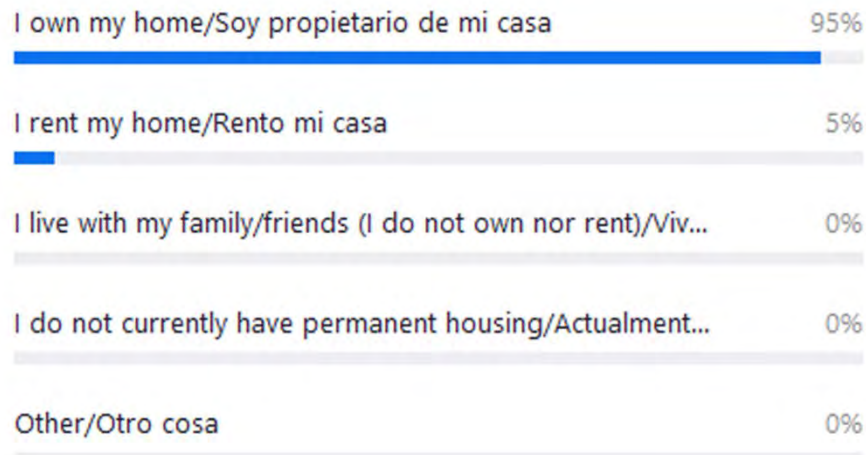 I own my home/Soy propietario de mi casa 95%
I rent my home/Rento mi casa 5%
I live with my family/friends (I do not own nor rent)/Viv... 0%
I do not currently have permanent housing/Actualment... 0%
Other/Otro cosa 0%